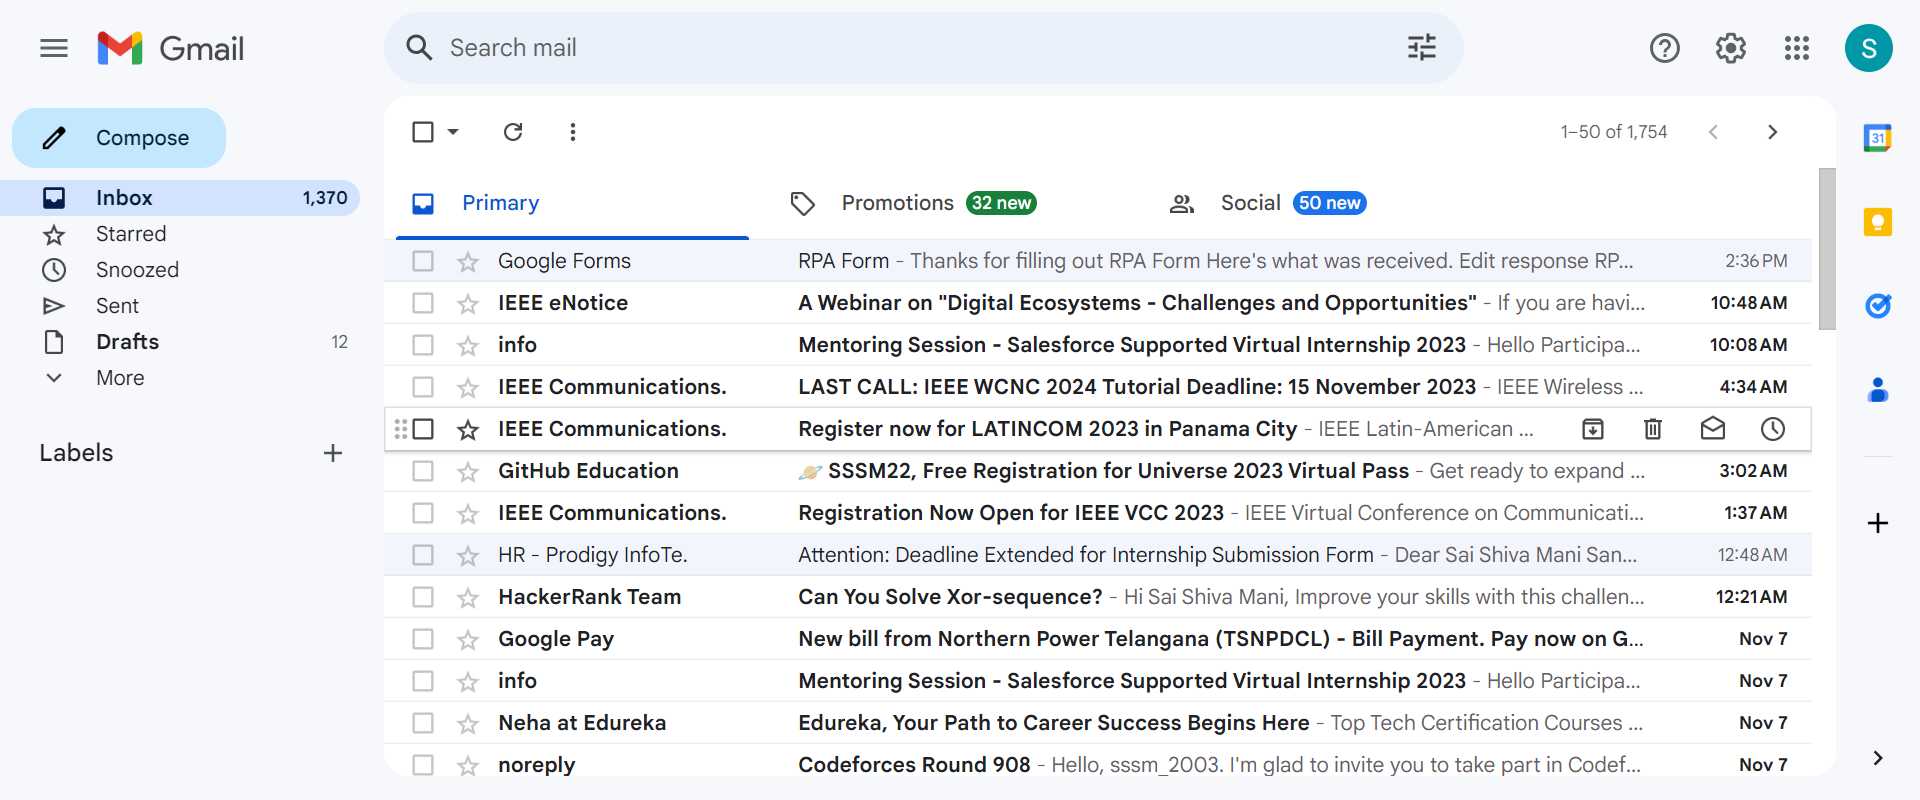 Gmail
Search mail
S
Compose
Inbox 1,370
Starred
Snoozed
Sent
Drafts 12
More
Labels
1–50 of 1,754
31
Primary
Promotions 32 new
Social 50 new
Google Forms RPA Form - Thanks for filling out RPA Form Here's what was received. Edit response RP... 2:36 PM
IEEE eNotice A Webinar on "Digital Ecosystems - Challenges and Opportunities" - If you are havi... 10:48 AM
info Mentoring Session - Salesforce Supported Virtual Internship 2023 - Hello Participa... 10:08 AM
IEEE Communications. LAST CALL: IEEE WCNC 2024 Tutorial Deadline: 15 November 2023 - IEEE Wireless ... 4:34 AM
IEEE Communications. Register now for LATINCOM 2023 in Panama City - IEEE Latin-American ...
GitHub Education 🪐 SSSM22, Free Registration for Universe 2023 Virtual Pass - Get ready to expand ... 3:02 AM
IEEE Communications. Registration Now Open for IEEE VCC 2023 - IEEE Virtual Conference on Communicati... 1:37 AM
HR - Prodigy InfoTe. Attention: Deadline Extended for Internship Submission Form - Dear Sai Shiva Mani San... 12:48 AM
HackerRank Team Can You Solve Xor-sequence? - Hi Sai Shiva Mani, Improve your skills with this challen... 12:21 AM
Google Pay New bill from Northern Power Telangana (TSNPDCL) - Bill Payment. Pay now on G... Nov 7
info Mentoring Session - Salesforce Supported Virtual Internship 2023 - Hello Participa... Nov 7
Neha at Edureka Edureka, Your Path to Career Success Begins Here - Top Tech Certification Courses ... Nov 7
noreply Codeforces Round 908 - Hello, sssm_2003. I'm glad to invite you to take part in Codef... Nov 7